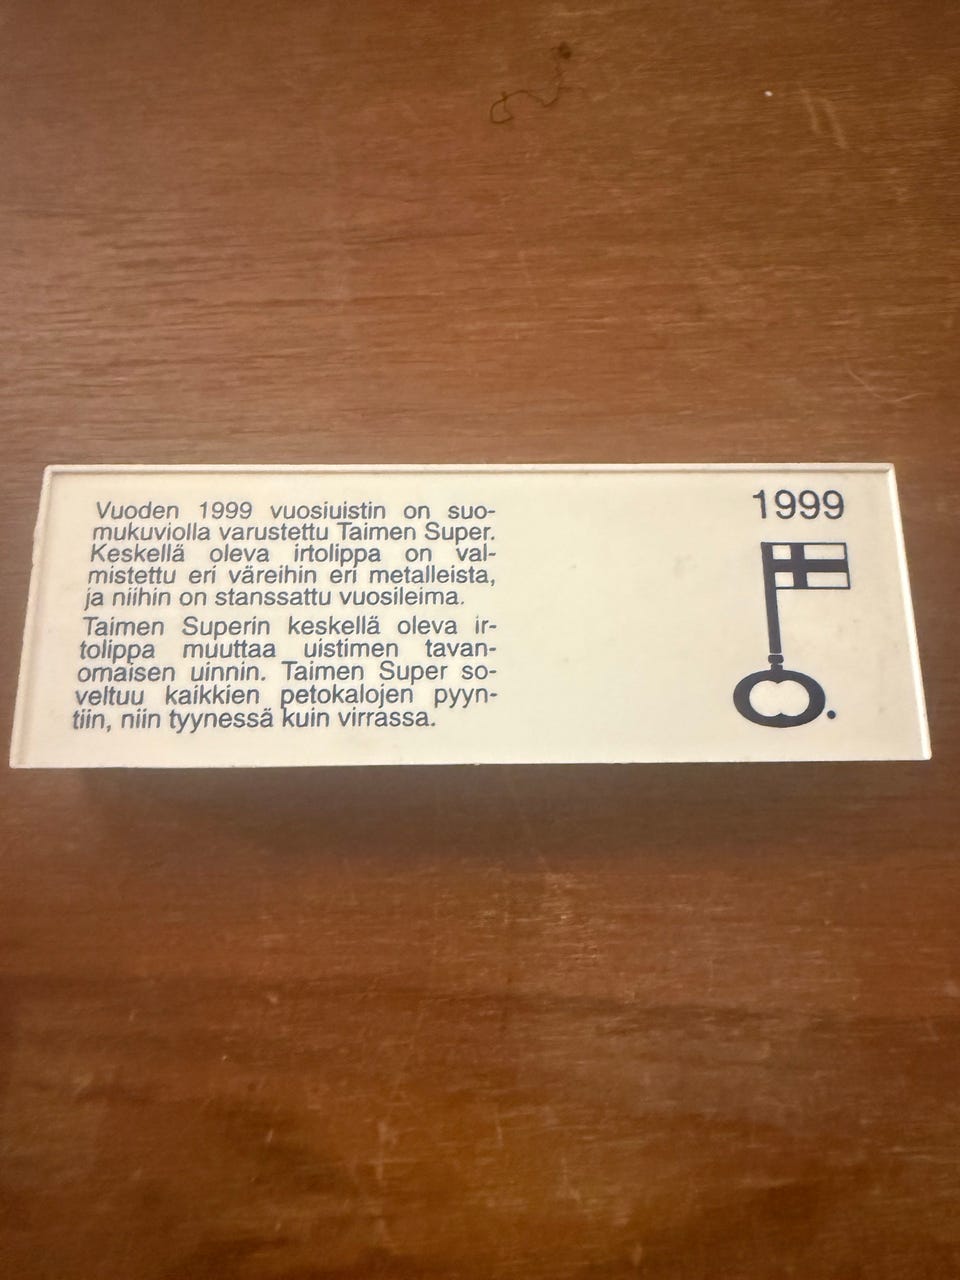 Vuoden 1999 vuosiuistin on suo-
mukuviolla varustettu Taimen Super.
Keskellä oleva irtolippa on val-
mistettu eri väreihin eri metalleista,
ja niihin on stanssattu vuosileima.
Taimen Superin keskellä oleva ir-
tolippa muuttaa uistimen tavan-
omaisen uinnin. Taimen Super so-
veltuu kaikkien petokalojen pyyn-
tiin, niin tyynessä kuin virrassa.
1999